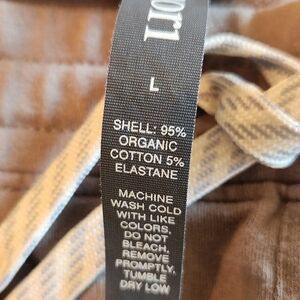 L
SHELL: 95%
ORGANIC
COTTON 5%
ELASTANE
MACHINE
WASH COLD
WITH LIKE
COLORS.
DO NOT
BLEACH,
REMOVE
PROMPTLY,
TUMBLE
DRY LOW